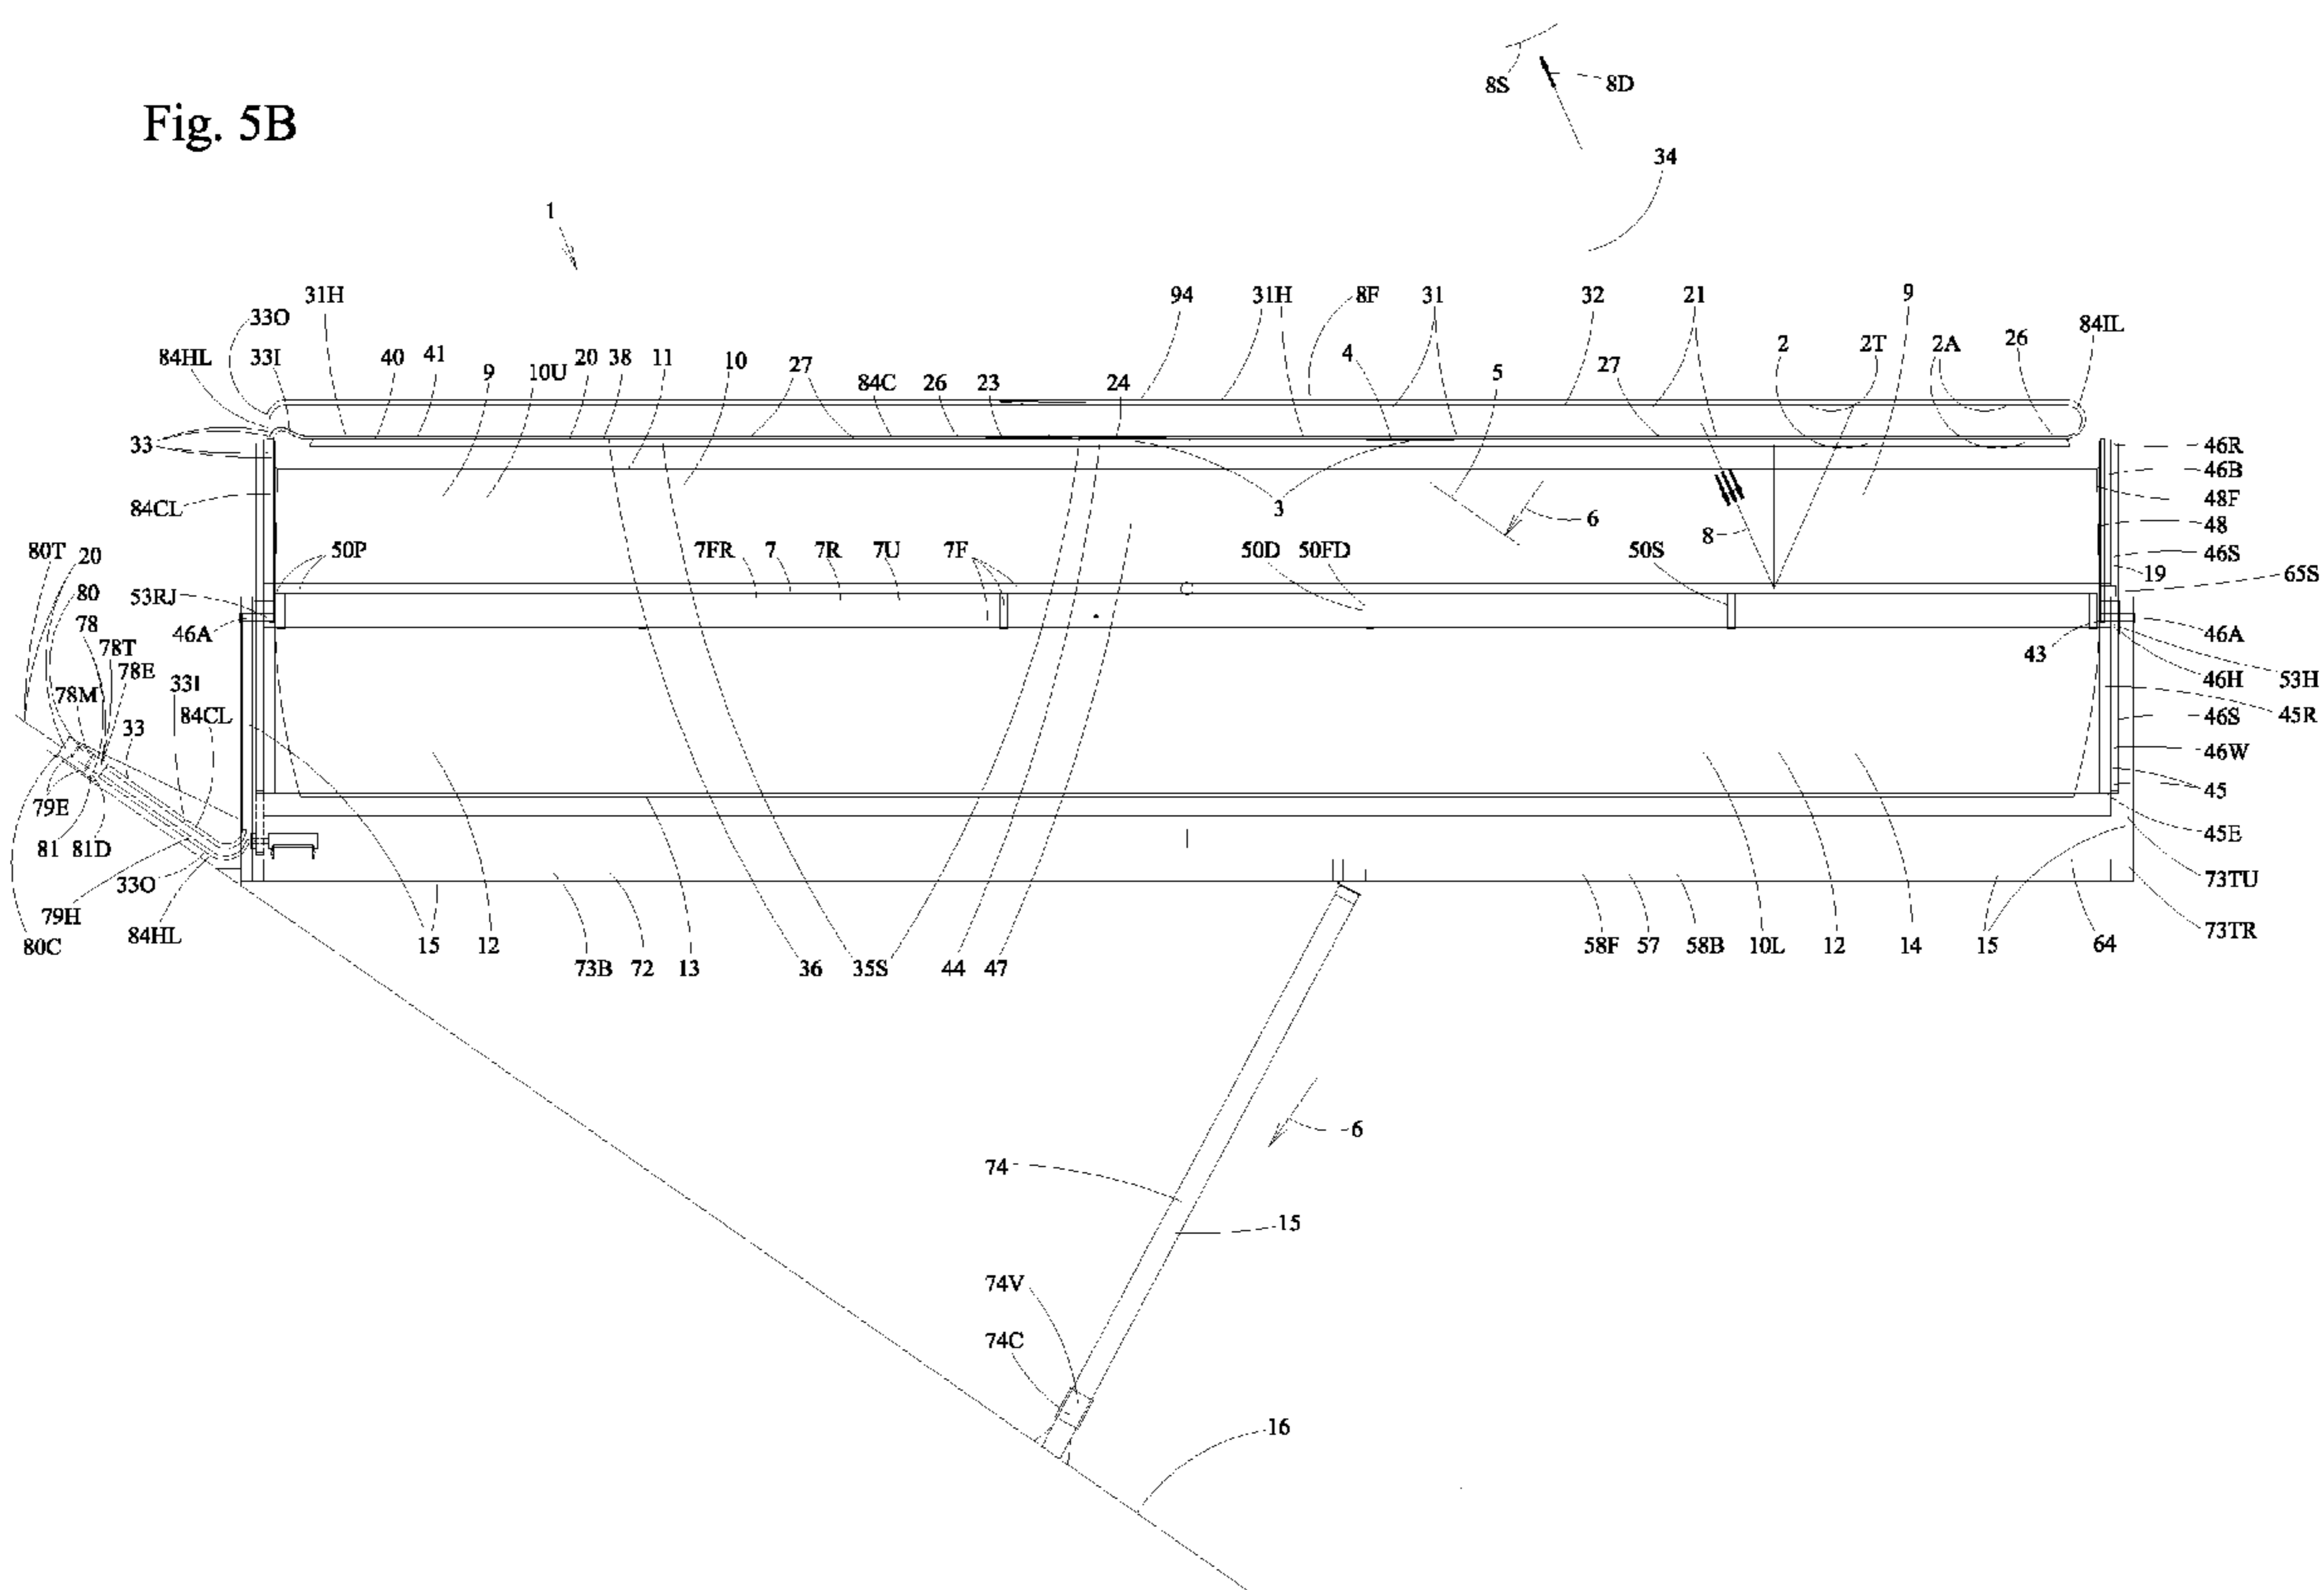 8S 8D
Fig. 5B
34
1
31H 94 31H 8F 31 32 21 9
33O 84IL
84HL 33I 40 41 9 10U 20 38 11 10 27 84C 26 23 24 4 5 27 2 2T 2A 26
33 46R
46B
84CL 3 6 8 48F
48
80T 20 50P 7FR 7 7R 7U 7F 50D 50FD 50S 46S
80 53RJ 19 65S
78 46A 46A
78T 43
78E 46H 53H
78M 33I
33 84CL 46S 45R
46W
79E 45
81 81D 45E
33O 73TU
79H
80C 84HL 15 12 58F 57 58B 10L 12 14 15 64 73TR
73B 72 13 36 35S 44 47
6
74
15
74V
74C
16